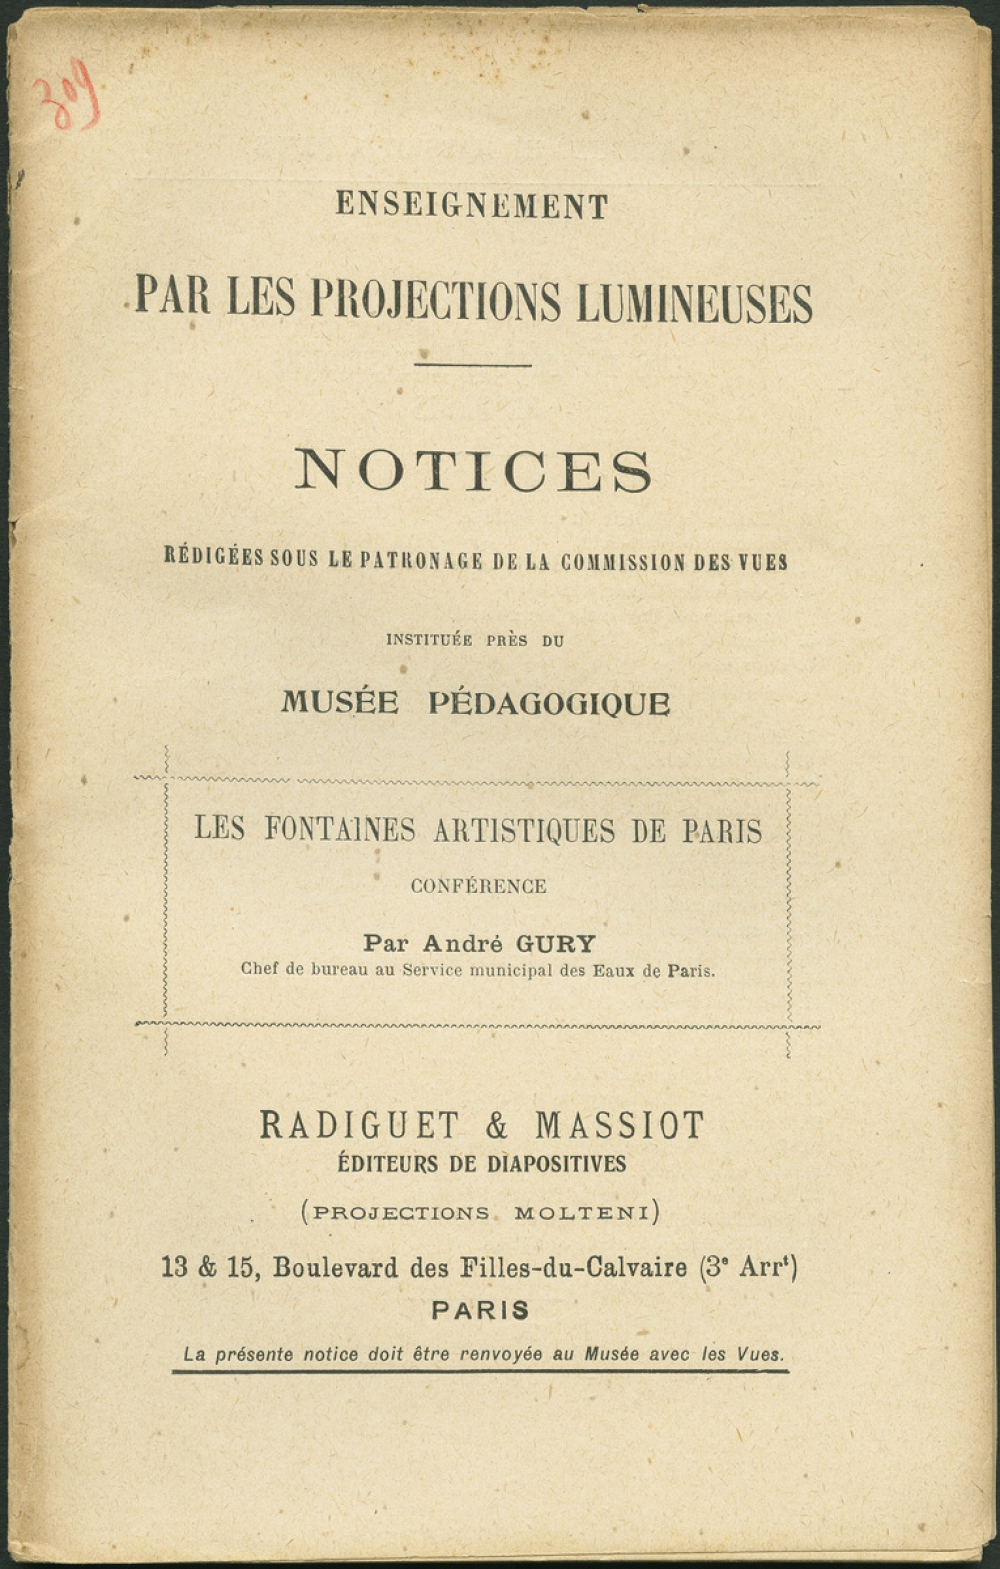 309
ENSEIGNEMENT
PAR LES PROJECTIONS LUMINEUSES
NOTICES
RÉDIGÉES SOUS LE PATRONAGE DE LA COMMISSION DES VUES
INSTITUÉE PRÈS DU
MUSÉE PÉDAGOGIQUE
LES FONTAINES ARTISTIQUES DE PARIS
CONFÉRENCE
Par André GURY
Chef de bureau au Service municipal des Eaux de Paris.
RADIGUET & MASSIOT
ÉDITEURS DE DIAPOSITIVES
(PROJECTIONS MOLTENI)
13 & 15, Boulevard des Filles-du-Calvaire (3e Arrt)
PARIS
La présente notice doit être renvoyée au Musée avec les Vues.